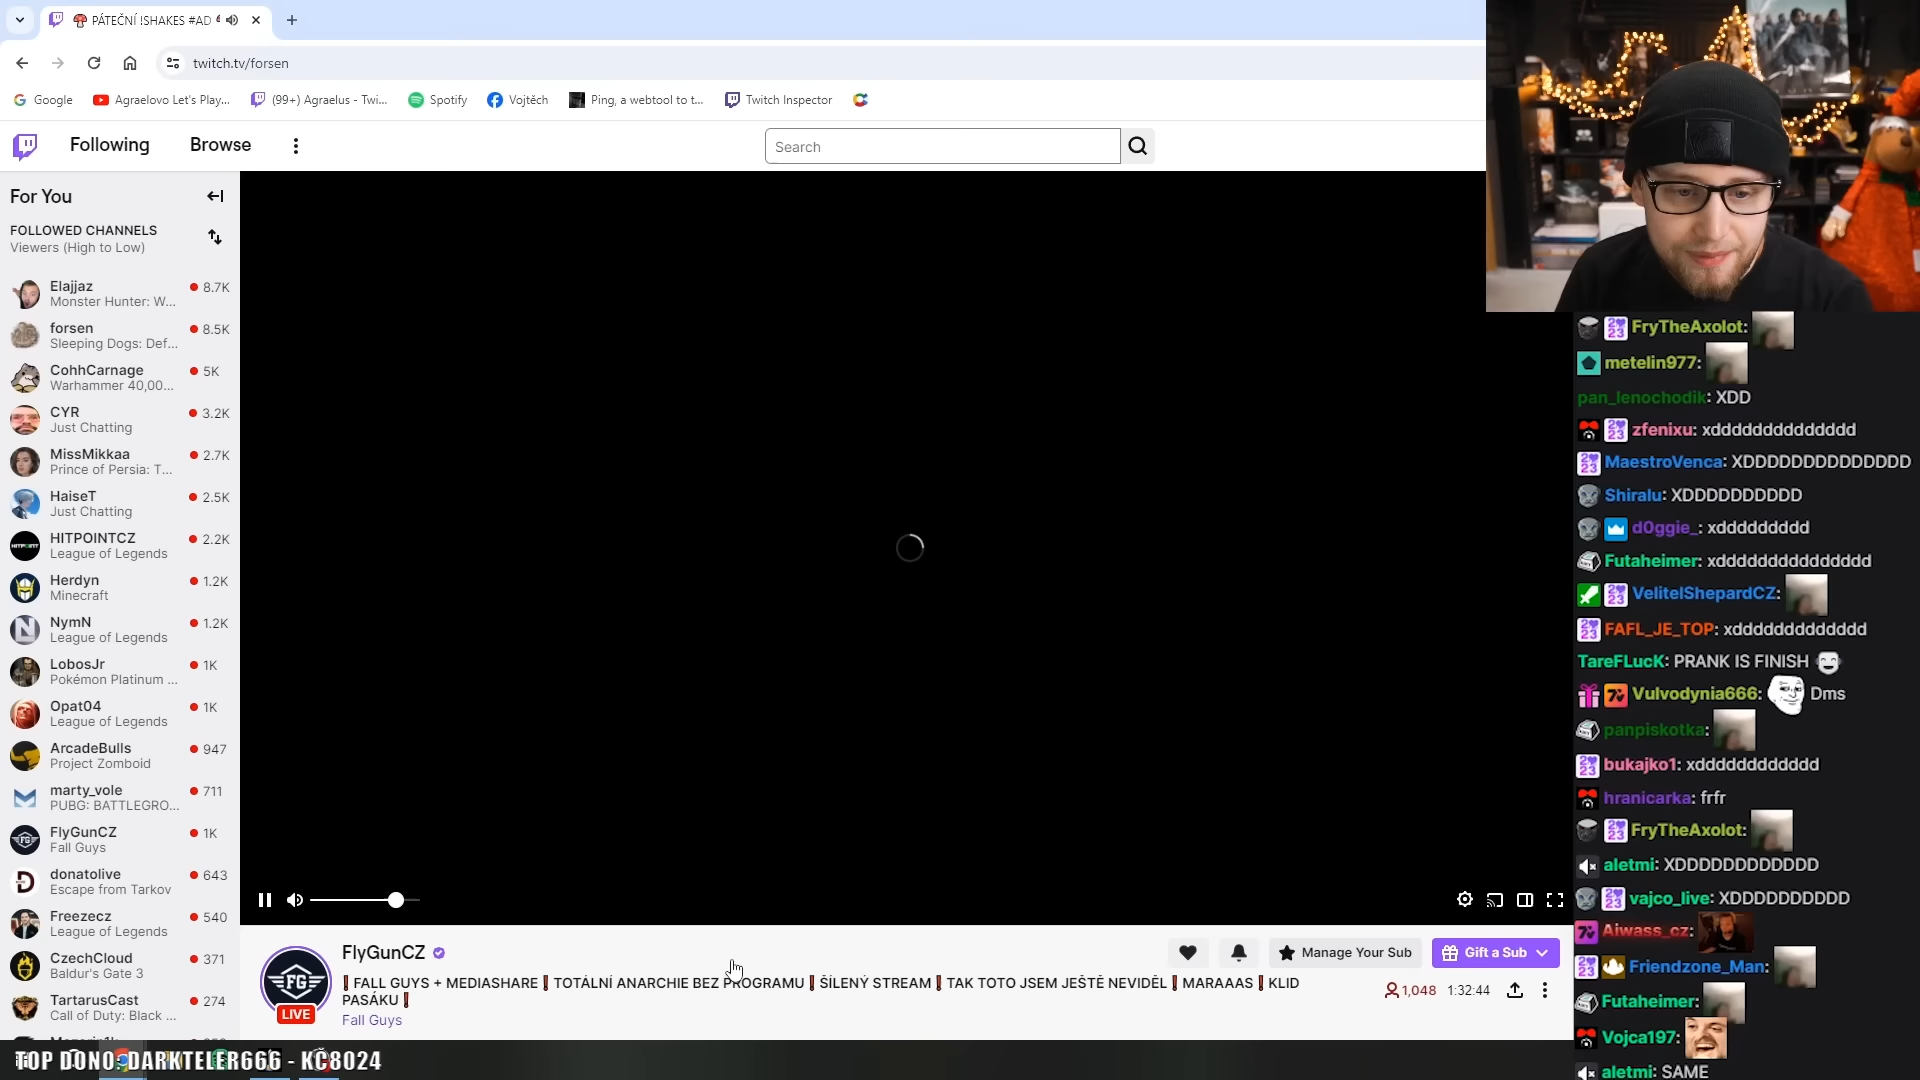 PÁTEČNÍ !SHAKES #AD
twitch.tv/forsen
Google
Agraelovo Let's Play...
(99+) Agraelus - Twi...
Spotify
Vojtěch
Ping, a webtool to t...
Twitch Inspector
Following
Browse
Search
For You
FOLLOWED CHANNELS
Viewers (High to Low)
Elajjaz
8.7K
Monster Hunter: W...
forsen
8.5K
Sleeping Dogs: Def...
CohhCarnage
5K
Warhammer 40,00...
CYR
3.2K
Just Chatting
MissMikkaa
2.7K
Prince of Persia: T...
HaiseT
2.5K
Just Chatting
HITPOINTCZ
2.2K
League of Legends
Herdyn
1.2K
Minecraft
NymN
1.2K
League of Legends
LobosJr
1K
Pokémon Platinum ...
Opat04
1K
League of Legends
ArcadeBulls
947
Project Zomboid
marty_vole
711
PUBG: BATTLEGRO...
FlyGunCZ
1K
Fall Guys
donatolive
643
Escape from Tarkov
Freezecz
540
League of Legends
CzechCloud
371
Baldur's Gate 3
TartarusCast
274
Call of Duty: Black ...
FG
LIVE
FlyGunCZ
❗FALL GUYS + MEDIASHARE❗TOTÁLNÍ ANARCHIE BEZ PROGRAMU❗ŠÍLENÝ STREAM❗TAK TOTO JSEM JEŠTĚ NEVIDĚL❗MARAAAS❗KLID
PASÁKU❗
Fall Guys
Manage Your Sub
Gift a Sub
1,048
1:32:44
TOP DONO: DARKTELER666 - KČ8024
FryTheAxolot:
metelin977:
pan_lenochodik: XDD
zfenixu: xdddddddddddddd
MaestroVenca: XDDDDDDDDDDDDDD
Shiralu: XDDDDDDDDDD
d0ggie_: xddddddddd
Futaheimer: xddddddddddddddd
VelitelShepardCZ:
FAFL_JE_TOP: xddddddddddddd
TareFLucK: PRANK IS FINISH
Vulvodynia666: Dms
panpiskotka:
bukajko1: xdddddddddddd
hranicarka: frfr
FryTheAxolot:
aletmi: XDDDDDDDDDDDD
vajco_live: XDDDDDDDDDD
Aiwass_cz:
Friendzone_Man:
Futaheimer:
Vojca197:
aletmi: SAME